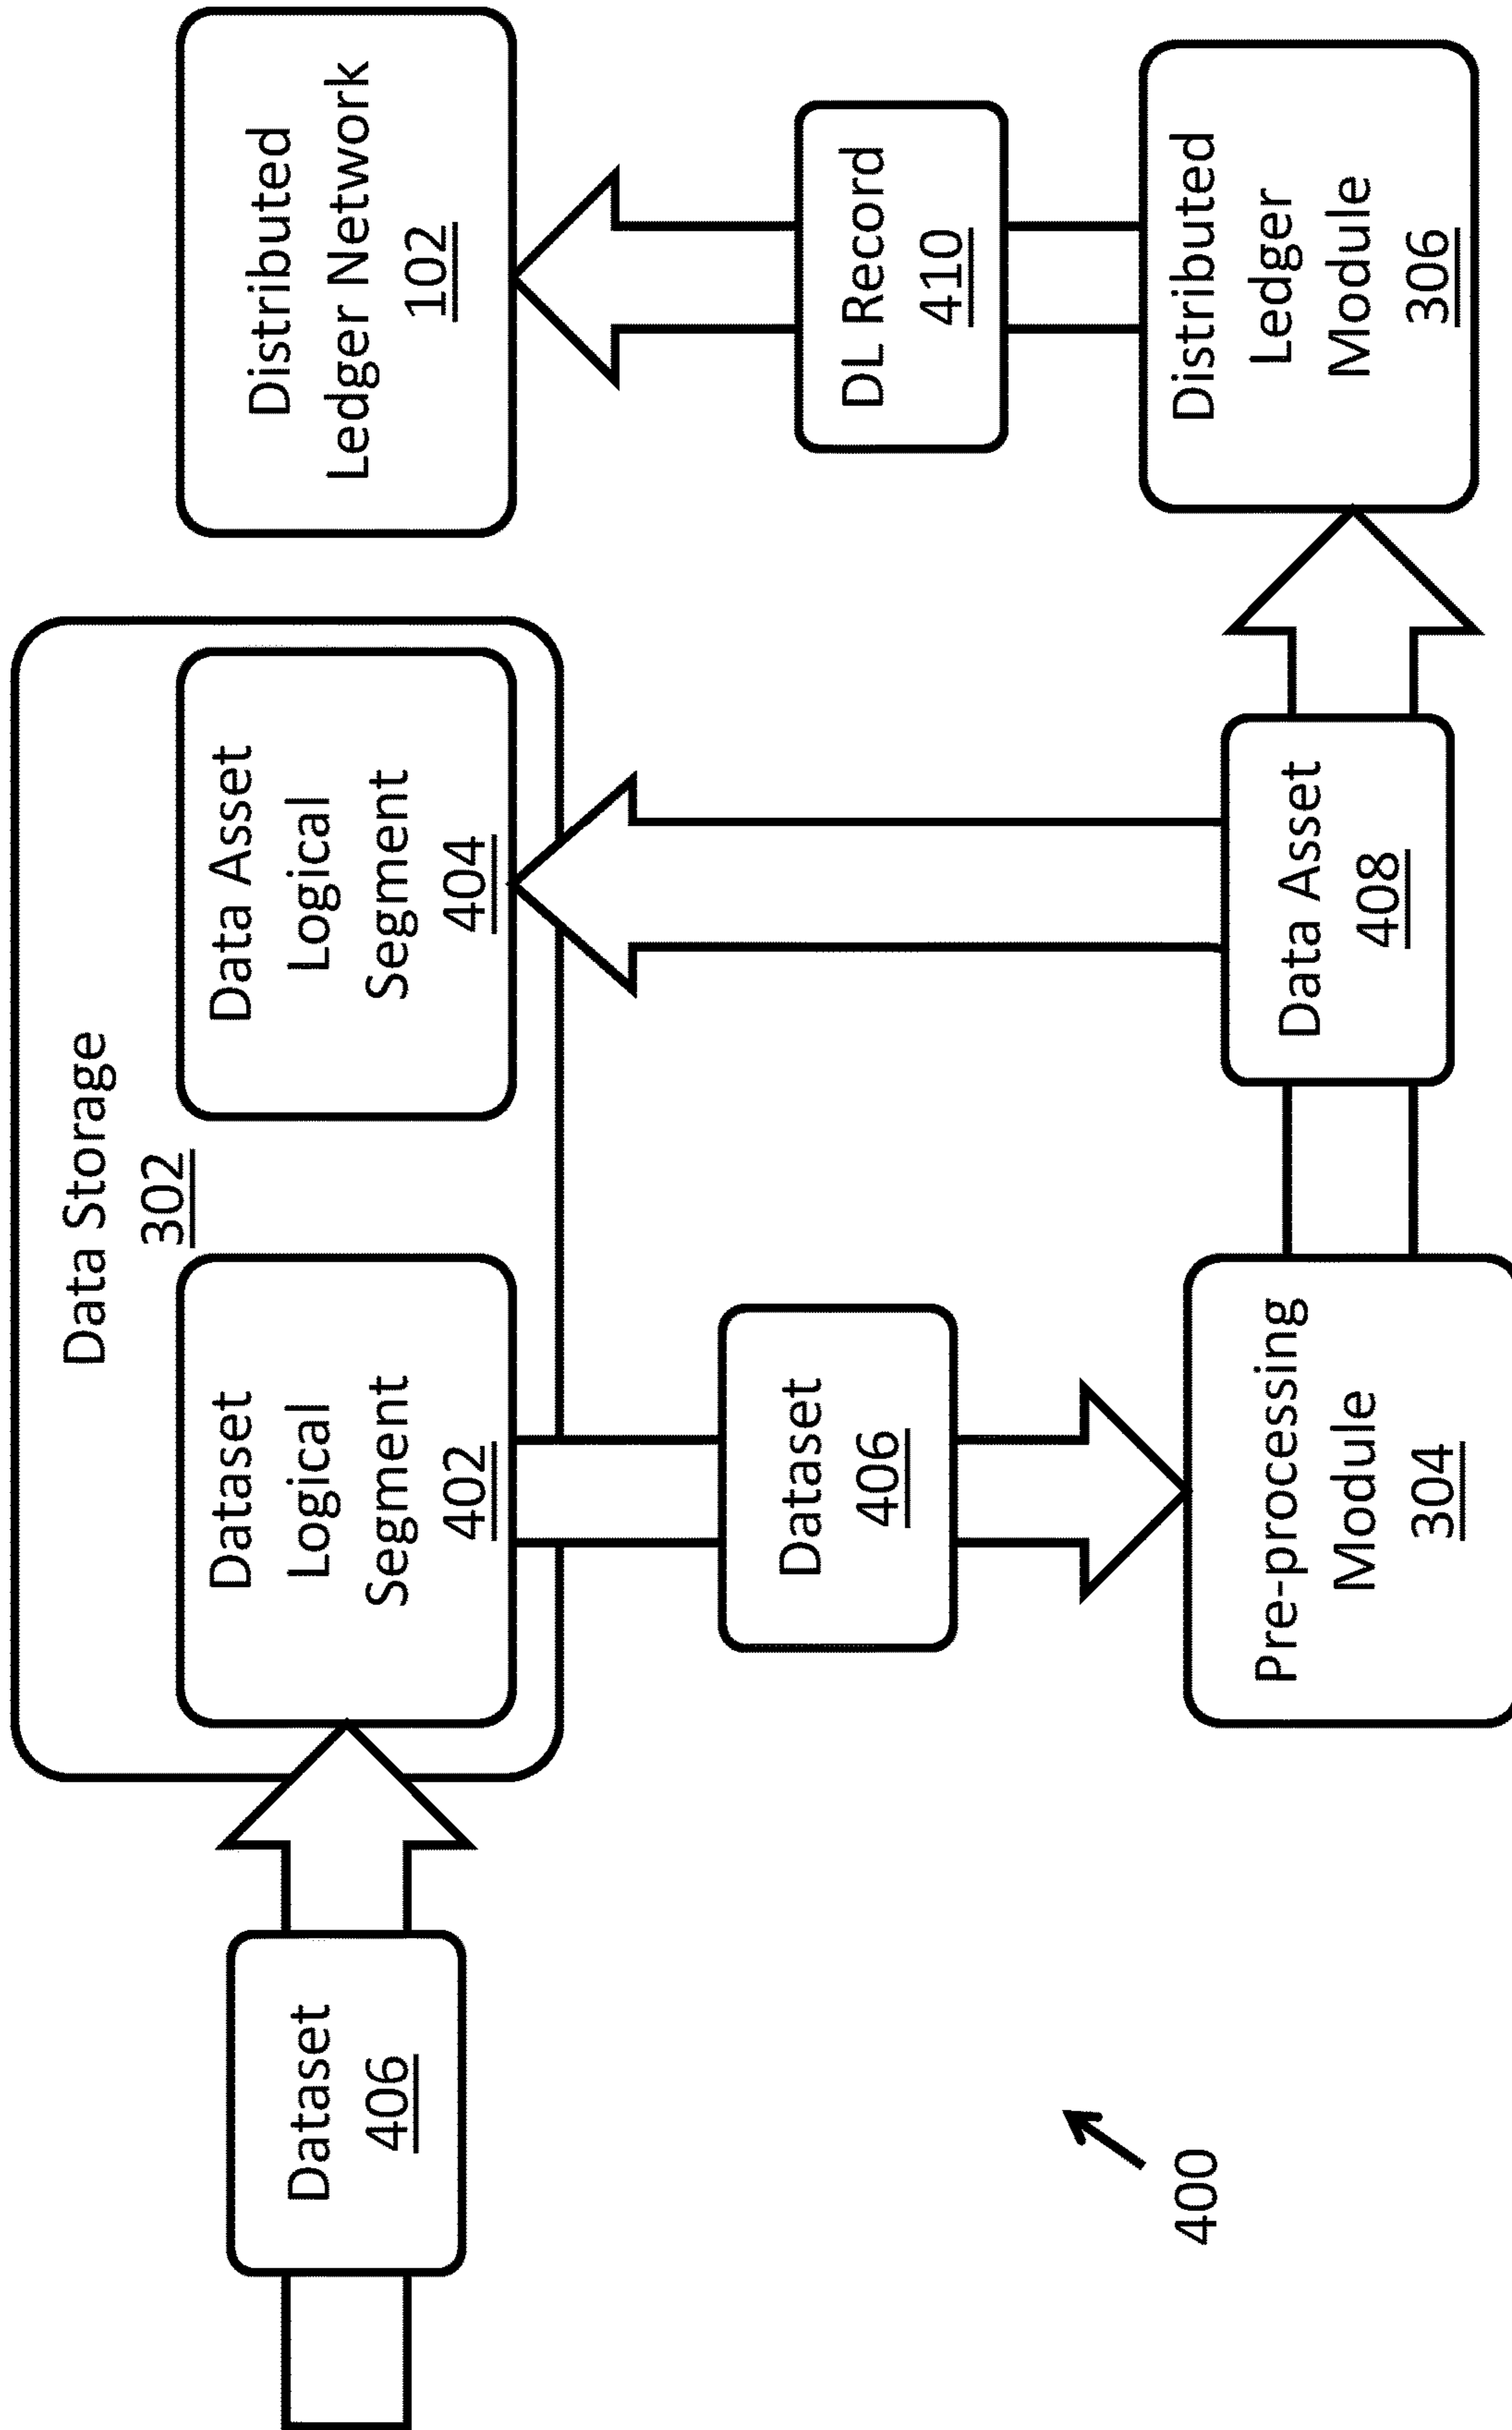 Data Storage
302
Dataset
406
Dataset
Logical
Segment
402
Data Asset
Logical
Segment
404
Distributed
Ledger Network
102
Dataset
406
DL Record
410
400
Pre-processing
Module
304
Data Asset
408
Distributed
Ledger
Module
306